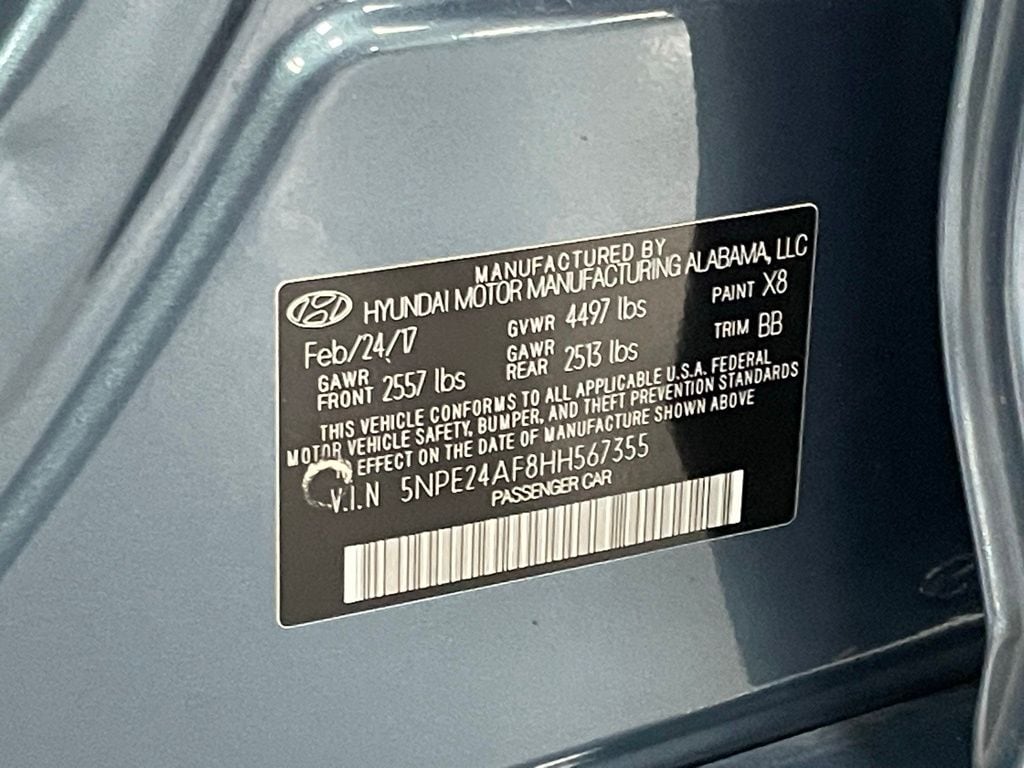 MANUFACTURED BY
HYUNDAI MOTOR MANUFACTURING ALABAMA, LLC
Feb/24/17 GVWR 4497 lbs PAINT X8
GAWR FRONT 2557 lbs GAWR REAR 2513 lbs TRIM BB
THIS VEHICLE CONFORMS TO ALL APPLICABLE U.S.A. FEDERAL
MOTOR VEHICLE SAFETY, BUMPER, AND THEFT PREVENTION STANDARDS
EFFECT ON THE DATE OF MANUFACTURE SHOWN ABOVE
V.I.N 5NPE24AF8HH567355
PASSENGER CAR